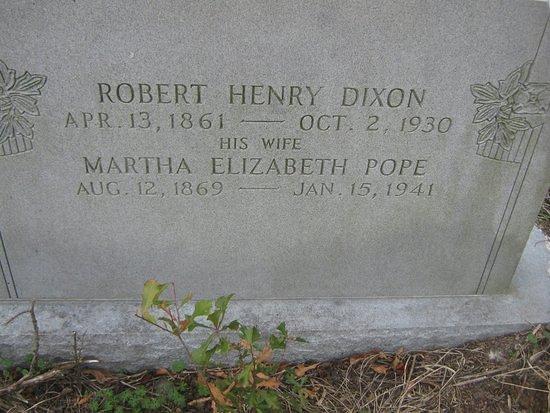 ROBERT HENRY DIXON
APR. 13, 1861 — OCT. 2, 1930
HIS WIFE
MARTHA ELIZABETH POPE
AUG. 12, 1869 — JAN. 15, 1941